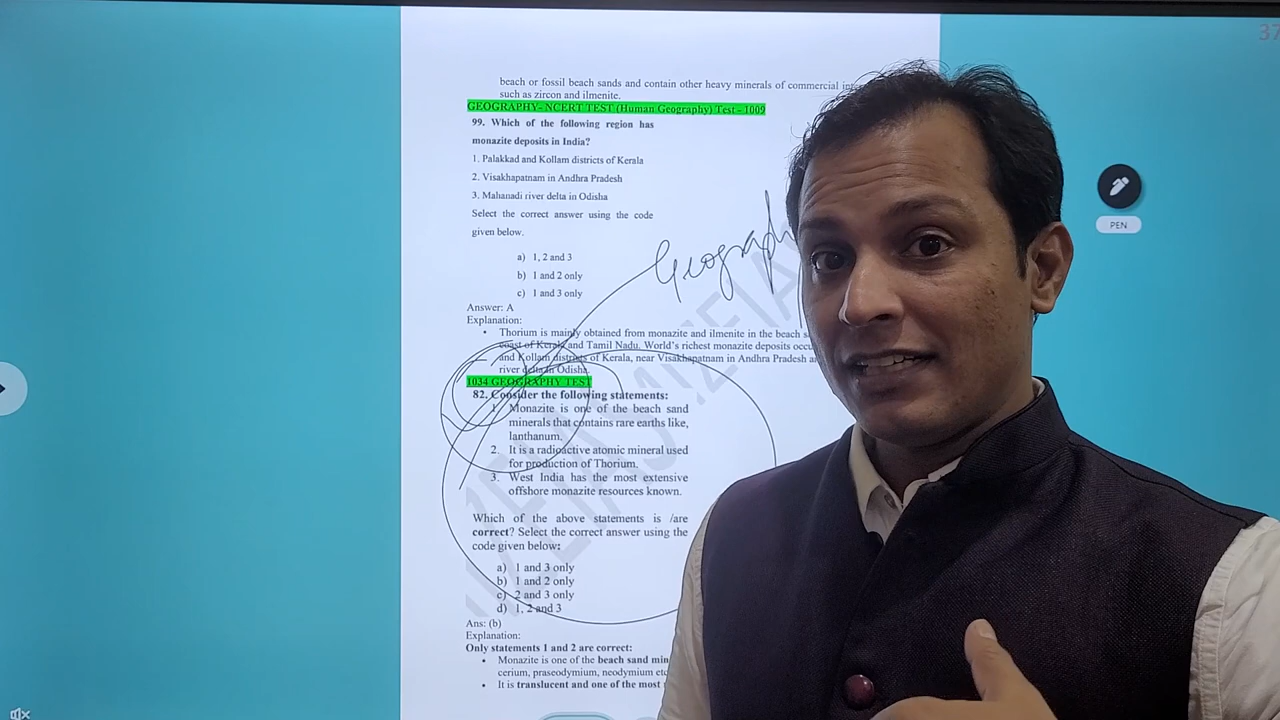 37
beach or fossil beach sands and contain other heavy minerals of commercial
such as zircon and ilmenite.
GEOGRAPHY- NCERT TEST (Human Geography) Test - 1009
99. Which of the following region has
monazite deposits in India?
1. Palakkad and Kollam districts of Kerala
2. Visakhapatnam in Andhra Pradesh
3. Mahanadi river delta in Odisha
Select the correct answer using the code
given below.
Geograph
PEN
a) 1, 2 and 3
b) 1 and 2 only
c) 1 and 3 only
Answer: A
Explanation:
• Thorium is mainly obtained from monazite and ilmenite in the beach
coast of Kerala and Tamil Nadu. World's richest monazite deposits
and Kollam districts of Kerala, near Visakhapatnam in Andhra Pradesh
river delta in Odisha.
1034 GEOGRAPHY TEST
82. Consider the following statements:
1. Monazite is one of the beach sand
minerals that contains rare earths like,
lanthanum.
2. It is a radioactive atomic mineral used
for production of Thorium.
3. West India has the most extensive
offshore monazite resources known.
Which of the above statements is /are
correct? Select the correct answer using the
code given below:
a) 1 and 3 only
b) 1 and 2 only
c) 2 and 3 only
d) 1, 2 and 3
Ans: (b)
Explanation:
Only statements 1 and 2 are correct:
• Monazite is one of the beach sand
cerium, praseodymium, neodymium
• It is translucent and one of the most